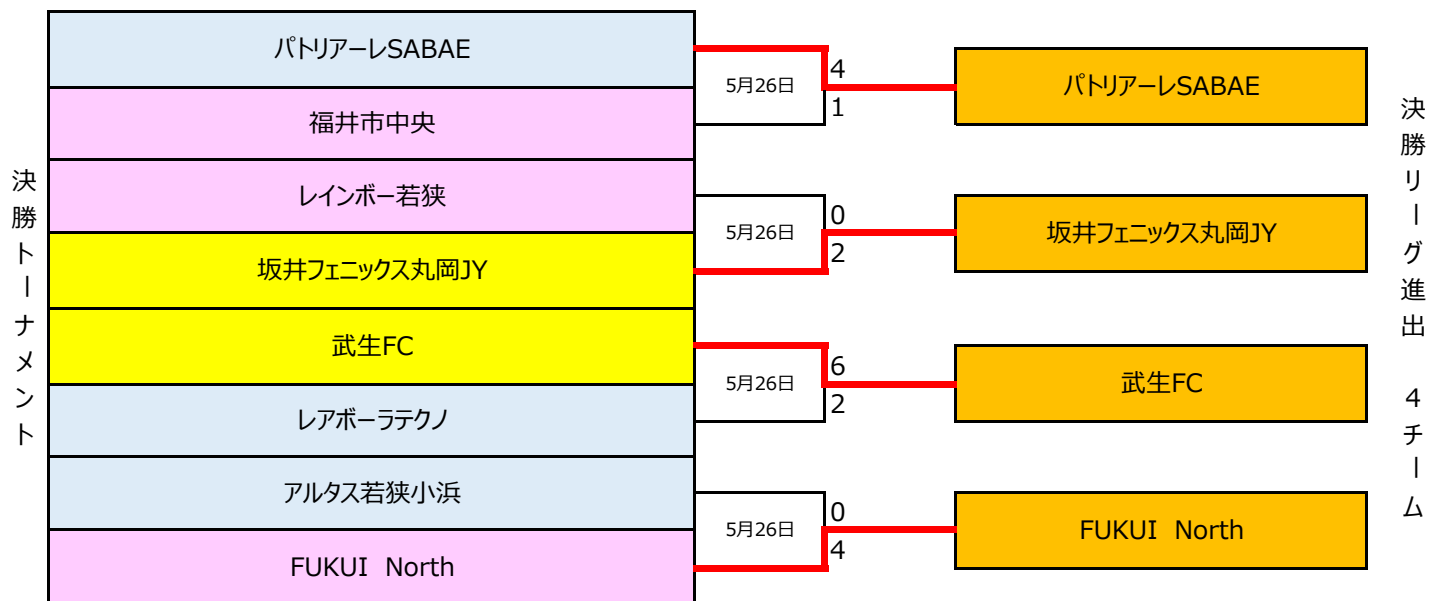 決勝トーナメント
パトリアーレSABAE
福井市中央
レインボー若狭
坂井フェニックス丸岡JY
武生FC
レアボーラテクノ
アルタス若狭小浜
FUKUI　North
5月26日
4
1
5月26日
0
2
5月26日
6
2
5月26日
0
4
パトリアーレSABAE
坂井フェニックス丸岡JY
武生FC
FUKUI　North
決勝リーグ進出　4チーム